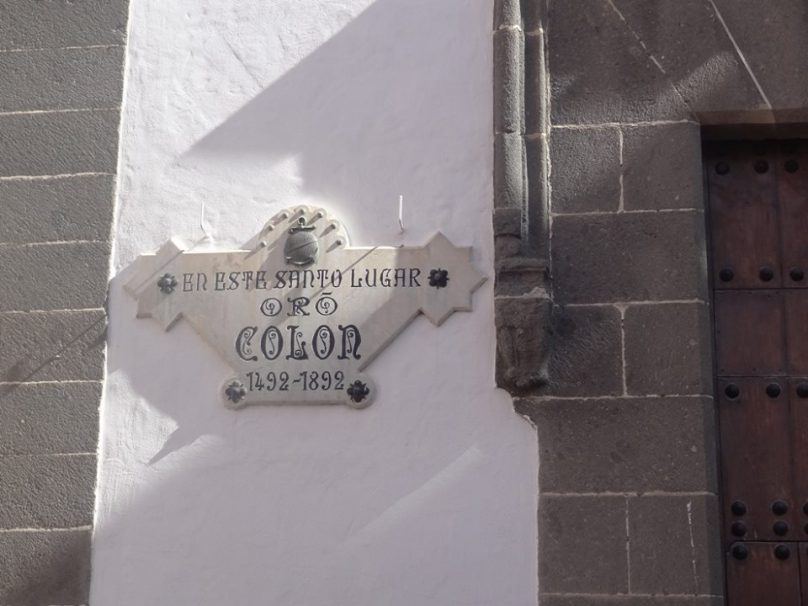 EN ESTE SANTO LUGAR
ORÓ
COLON
1492-1892